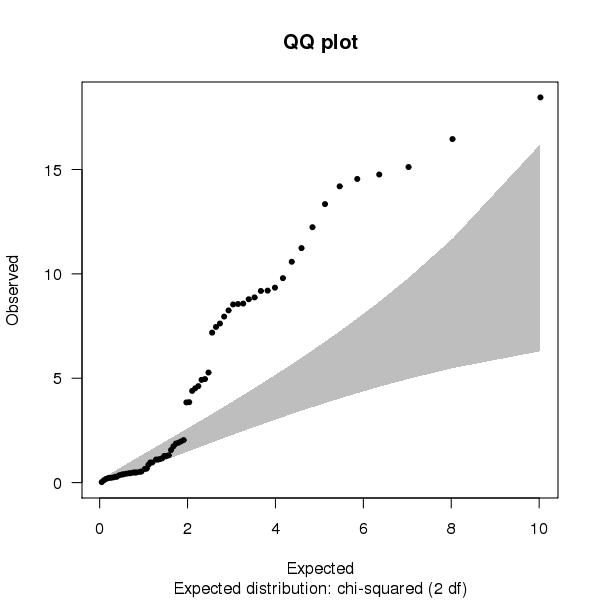 QQ plot
Observed
15
10
5
0
0 2 4 6 8 10
Expected
Expected distribution: chi-squared (2 df)